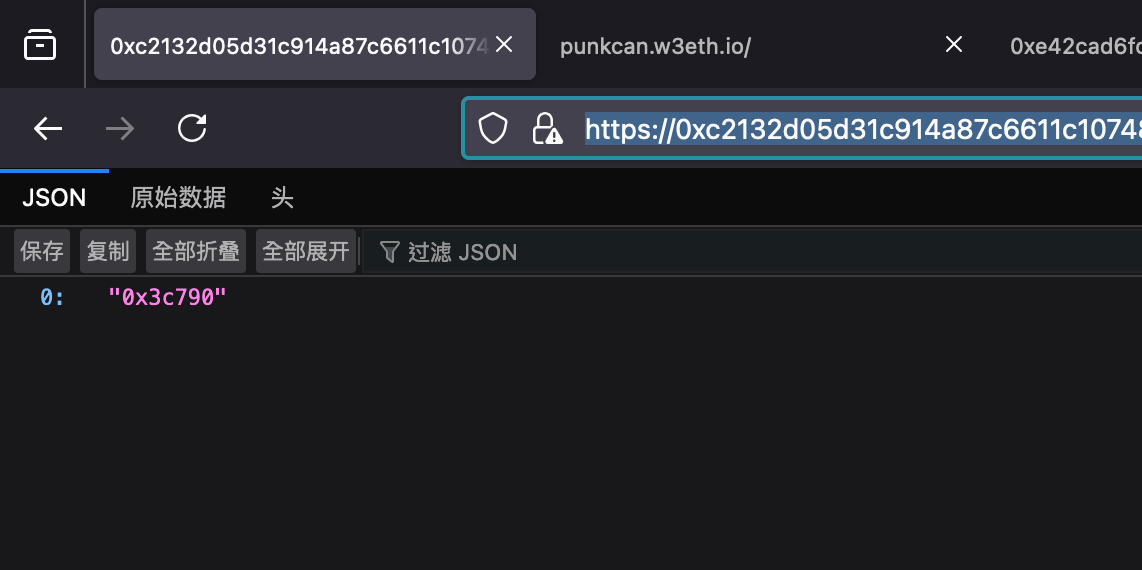 0xc2132d05d31c914a87c6611c1074
punkcan.w3eth.io/
0xe42cad6fc
https://0xc2132d05d31c914a87c6611c10748
JSON 原始数据 头
保存 复制 全部折叠 全部展开 过滤 JSON
0: "0x3c790"